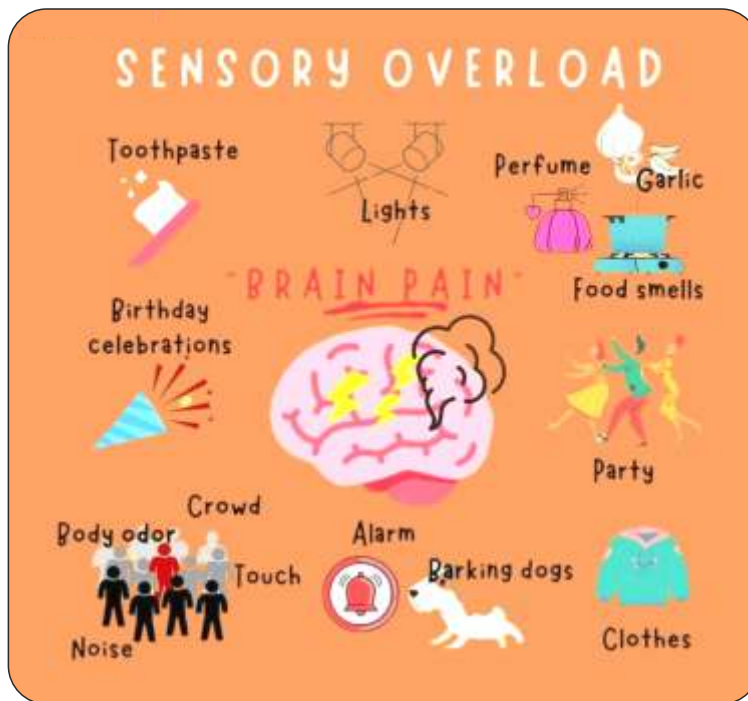 SENSORY OVERLOAD
Toothpaste
Lights
Perfume
Garlic
Food smells
"BRAIN PAIN"
Birthday
celebrations
Party
Crowd
Body odor
Touch
Noise
Alarm
Barking dogs
Clothes